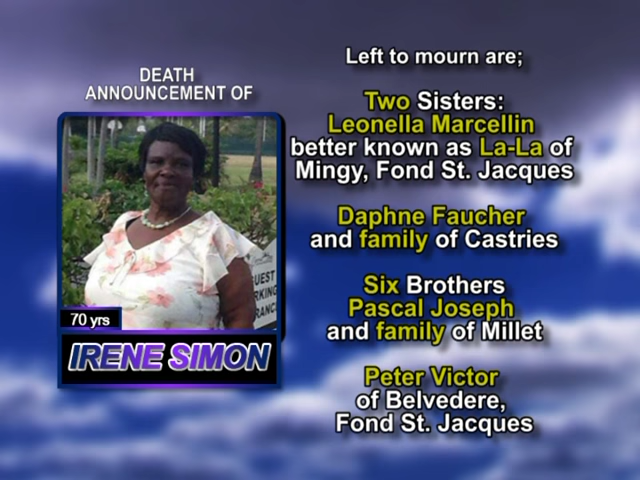 DEATH
ANNOUNCEMENT OF
70 yrs
IRENE SIMON
Left to mourn are;
Two Sisters:
Leonella Marcellin
better known as La-La of
Mingy, Fond St. Jacques
Daphne Faucher
and family of Castries
Six Brothers
Pascal Joseph
and family of Millet
Peter Victor
of Belvedere,
Fond St. Jacques